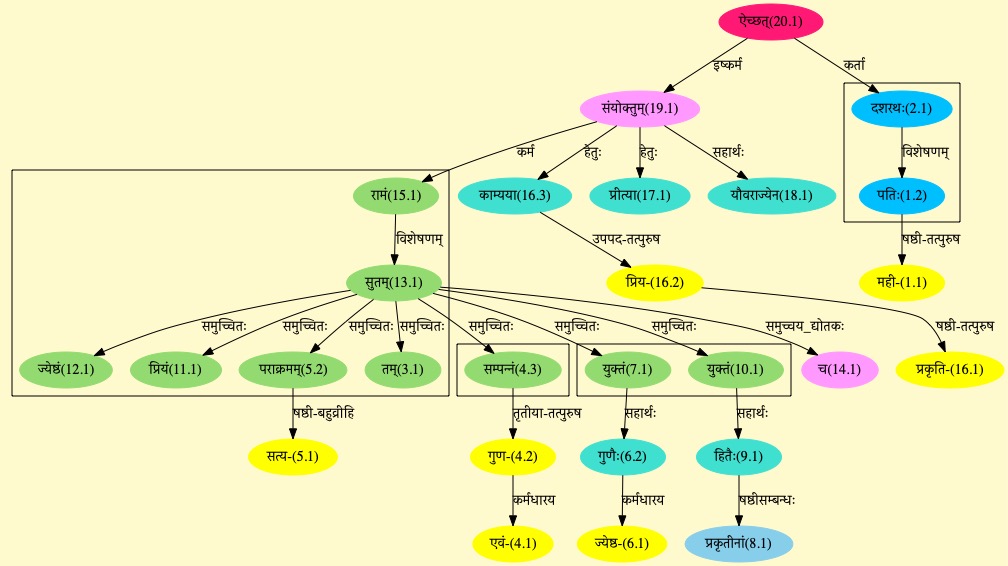 ऐच्छत्(20.1)
इष्कर्म कर्ता
संयोक्तुम्(19.1) दशरथः(2.1)
कर्म हेतुः हेतुः सहार्थः विशेषणम्
रामं(15.1) काम्यया(16.3) प्रीत्या(17.1) यौवराज्येन(18.1) पतिः(1.2)
विशेषणम् उपपद-तत्पुरुष षष्ठी-तत्पुरुष
सुतम्(13.1) प्रिय-(16.2) मही-(1.1)
समुच्चितः समुच्चितः समुच्चितः समुच्चितः समुच्चितः समुच्चितः समुच्चितः समुच्चय_द्योतकः षष्ठी-तत्पुरुष
ज्येष्ठं(12.1) प्रियं(11.1) पराक्रमम्(5.2) तम्(3.1) सम्पन्नं(4.3) युक्तं(7.1) युक्तं(10.1) च(14.1) प्रकृति-(16.1)
षष्ठी-बहुव्रीहि तृतीया-तत्पुरुष सहार्थः सहार्थः
सत्य-(5.1) गुण-(4.2) गुणैः(6.2) हितैः(9.1)
कर्मधारय कर्मधारय षष्ठीसम्बन्धः
एवं-(4.1) ज्येष्ठ-(6.1) प्रकृतीनां(8.1)